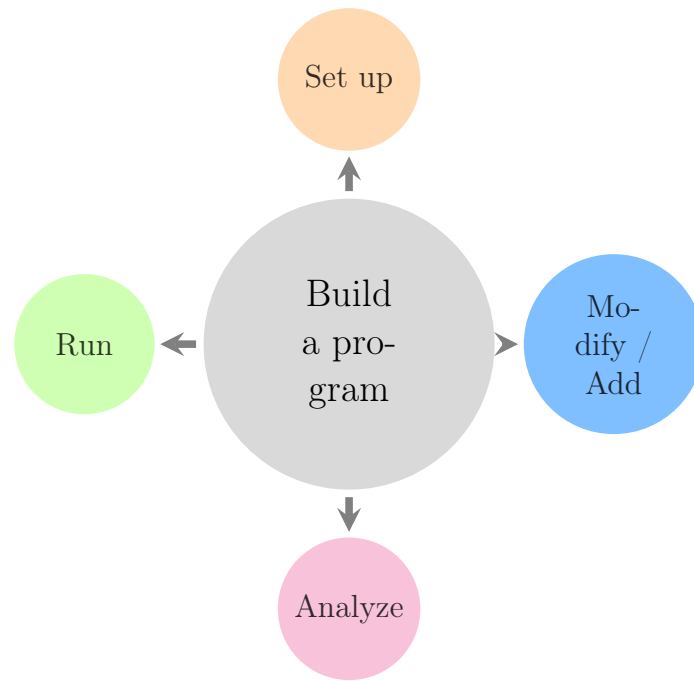 Set up
Build
a pro-
gram
Run
Mo-
dify /
Add
Analyze